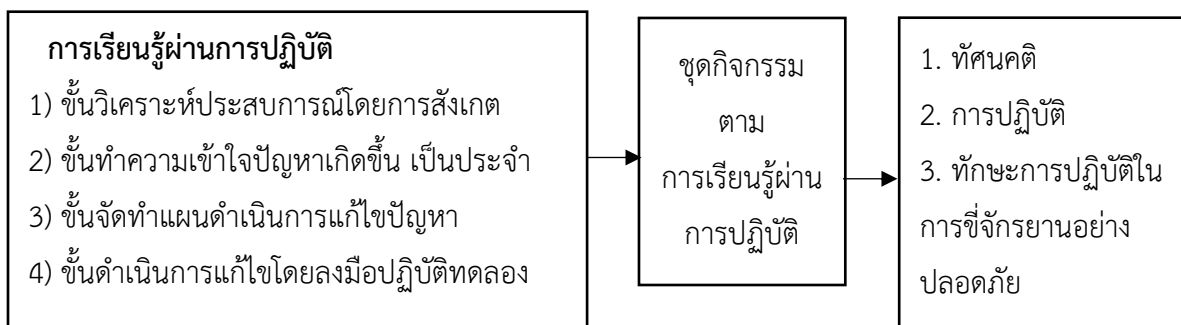 การเรียนรู้ผ่านการปฏิบัติ
1) ขั้นวิเคราะห์ประสบการณ์โดยการสังเกต
2) ขั้นทำความเข้าใจปัญหาเกิดขึ้น เป็นประจำ
3) ขั้นจัดทำแผนดำเนินการแก้ไขปัญหา
4) ขั้นดำเนินการแก้ไขโดยลงมือปฏิบัติทดลอง
ชุดกิจกรรม
ตาม
การเรียนรู้ผ่าน
การปฏิบัติ
1. ทัศนคติ
2. การปฏิบัติ
3. ทักษะการปฏิบัติใน
การขี่จักรยานอย่าง
ปลอดภัย